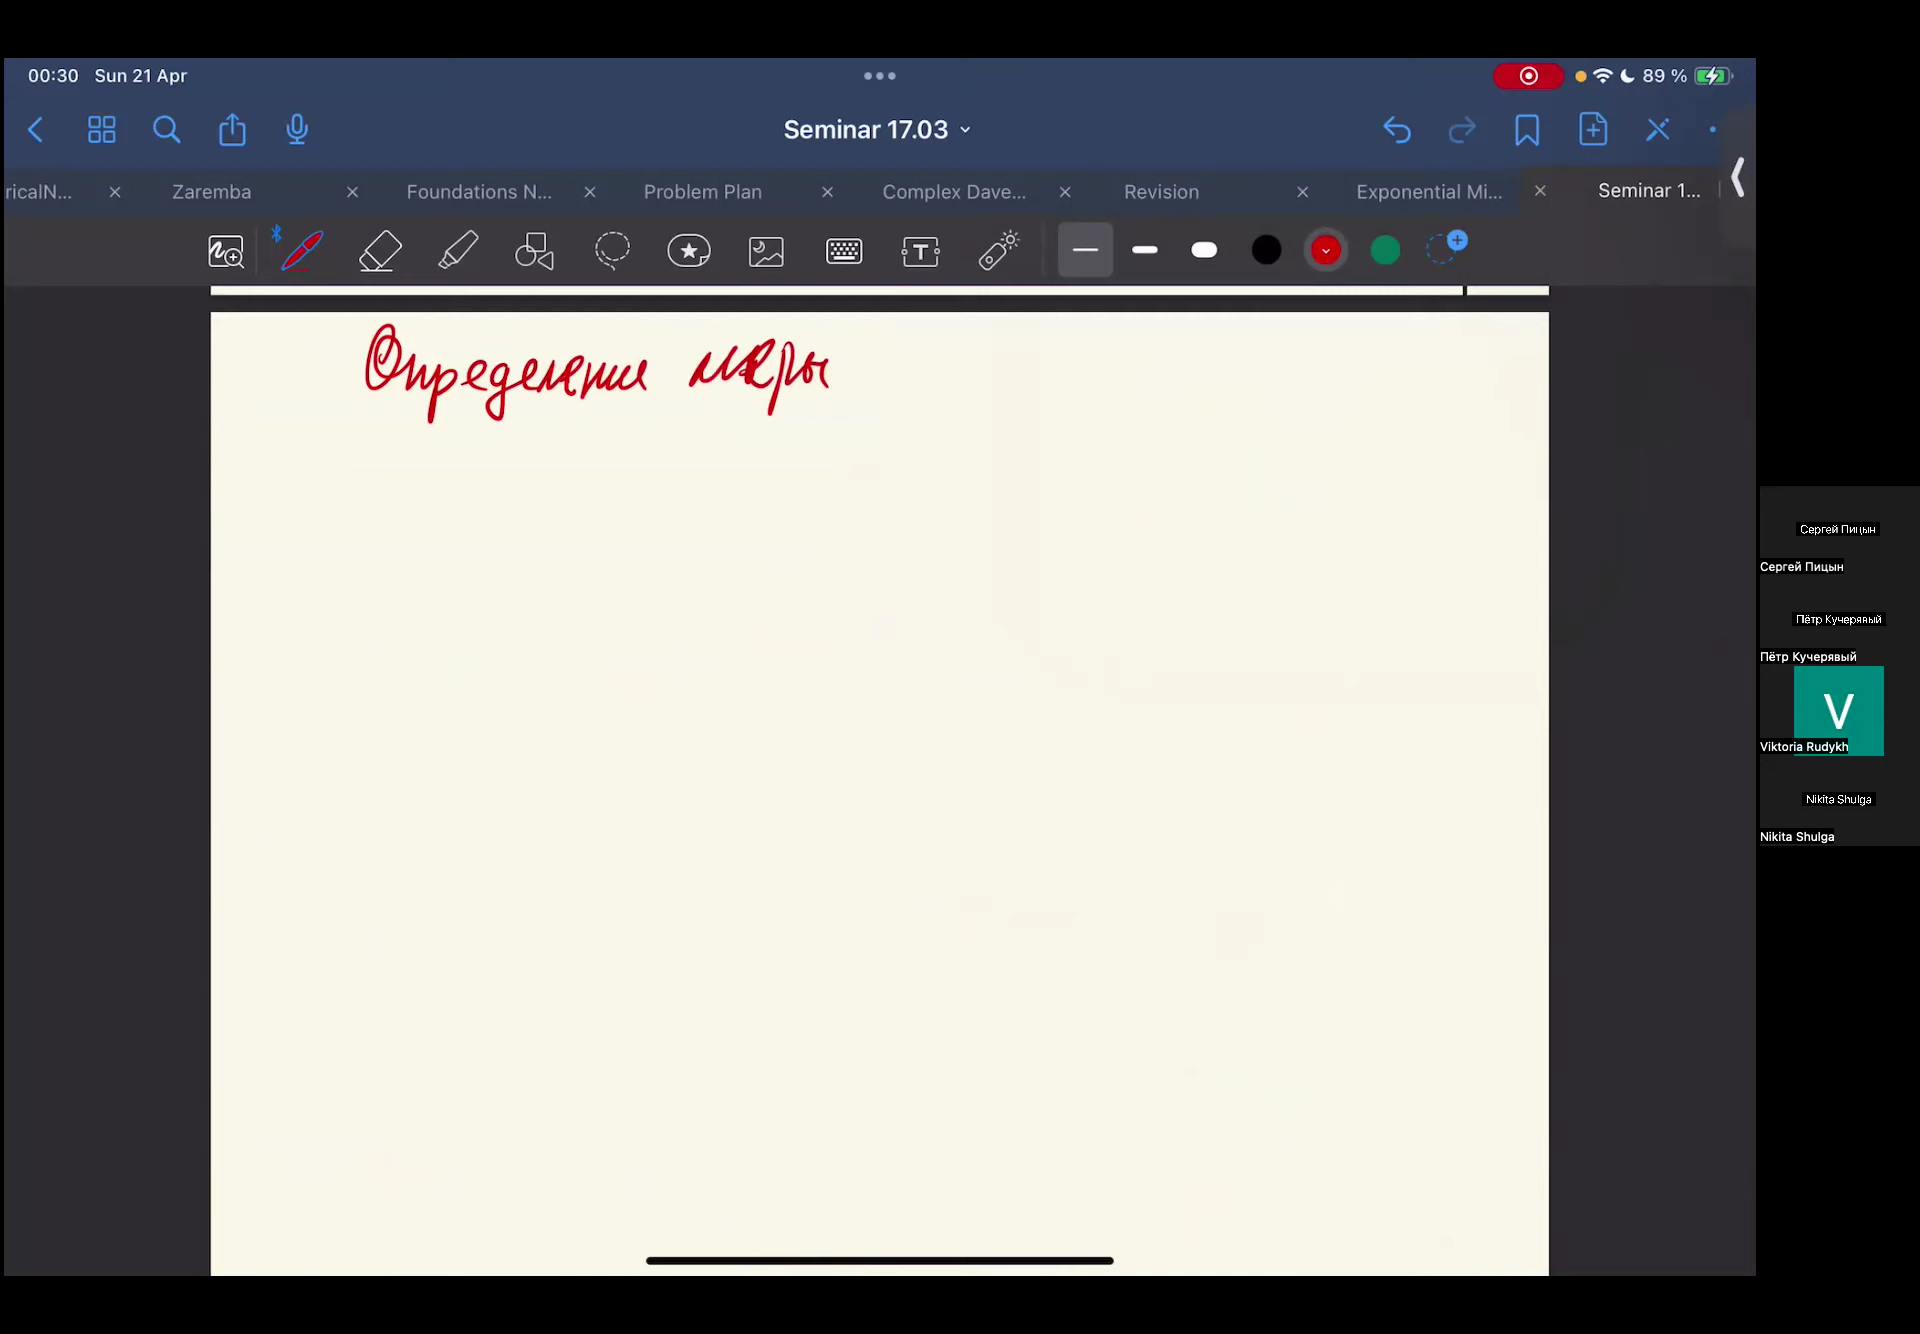 00:30 Sun 21 Apr
89 %
Seminar 17.03
ricalN... Zaremba Foundations N... Problem Plan Complex Dave... Revision Exponential Mi... Seminar 1...
T
Определение меры
Сергей Пицын
Сергей Пицын
Пётр Кучерявый
Пётр Кучерявый
V
Viktoria Rudykh
Nikita Shulga
Nikita Shulga